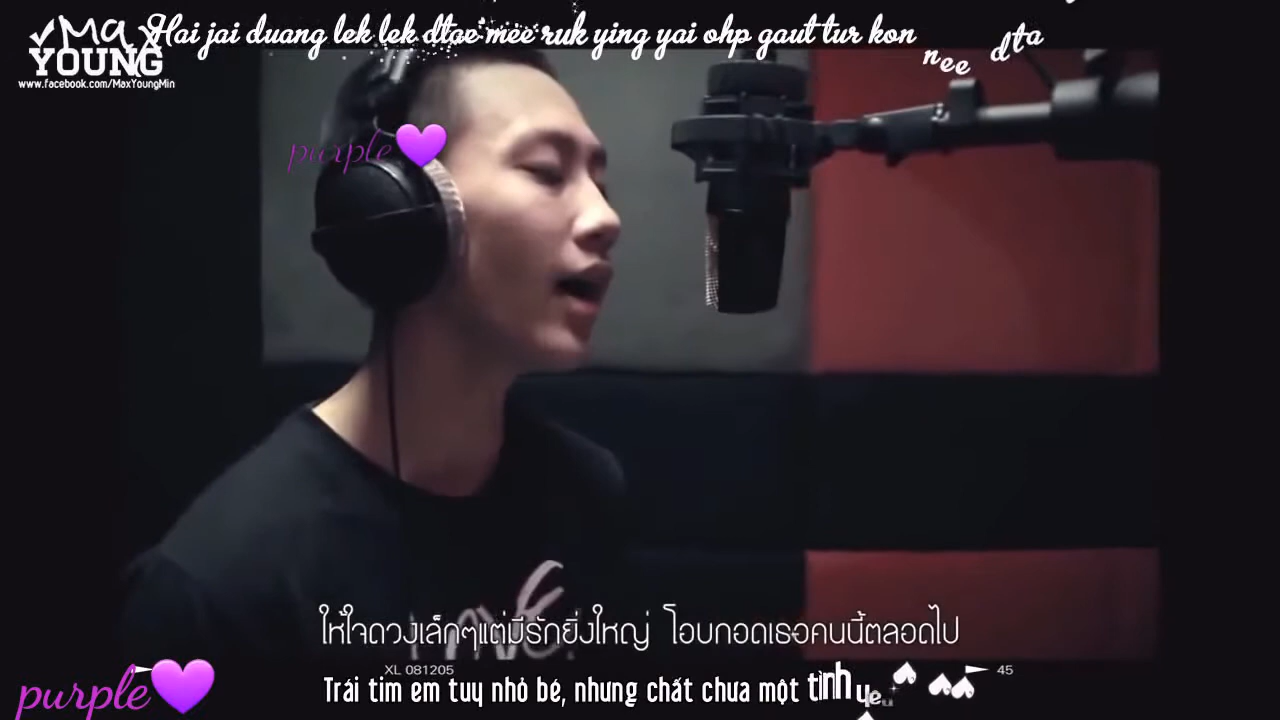 Hai jai duang lek lek dtae mee ruk ying yai ohp gaut tur kon nee dta
Max
YOUNG
www.facebook.com/MaxYoungMin
purple💜
ให้ใจดวงเล็กๆแต่มีรักยิ่งใหญ่ โอบกอดเธอคนนี้ตลอดไป
XL 081205
45
purple💜
Trái tim em tuy nhỏ bé, nhưng chất chứa một tình yêu